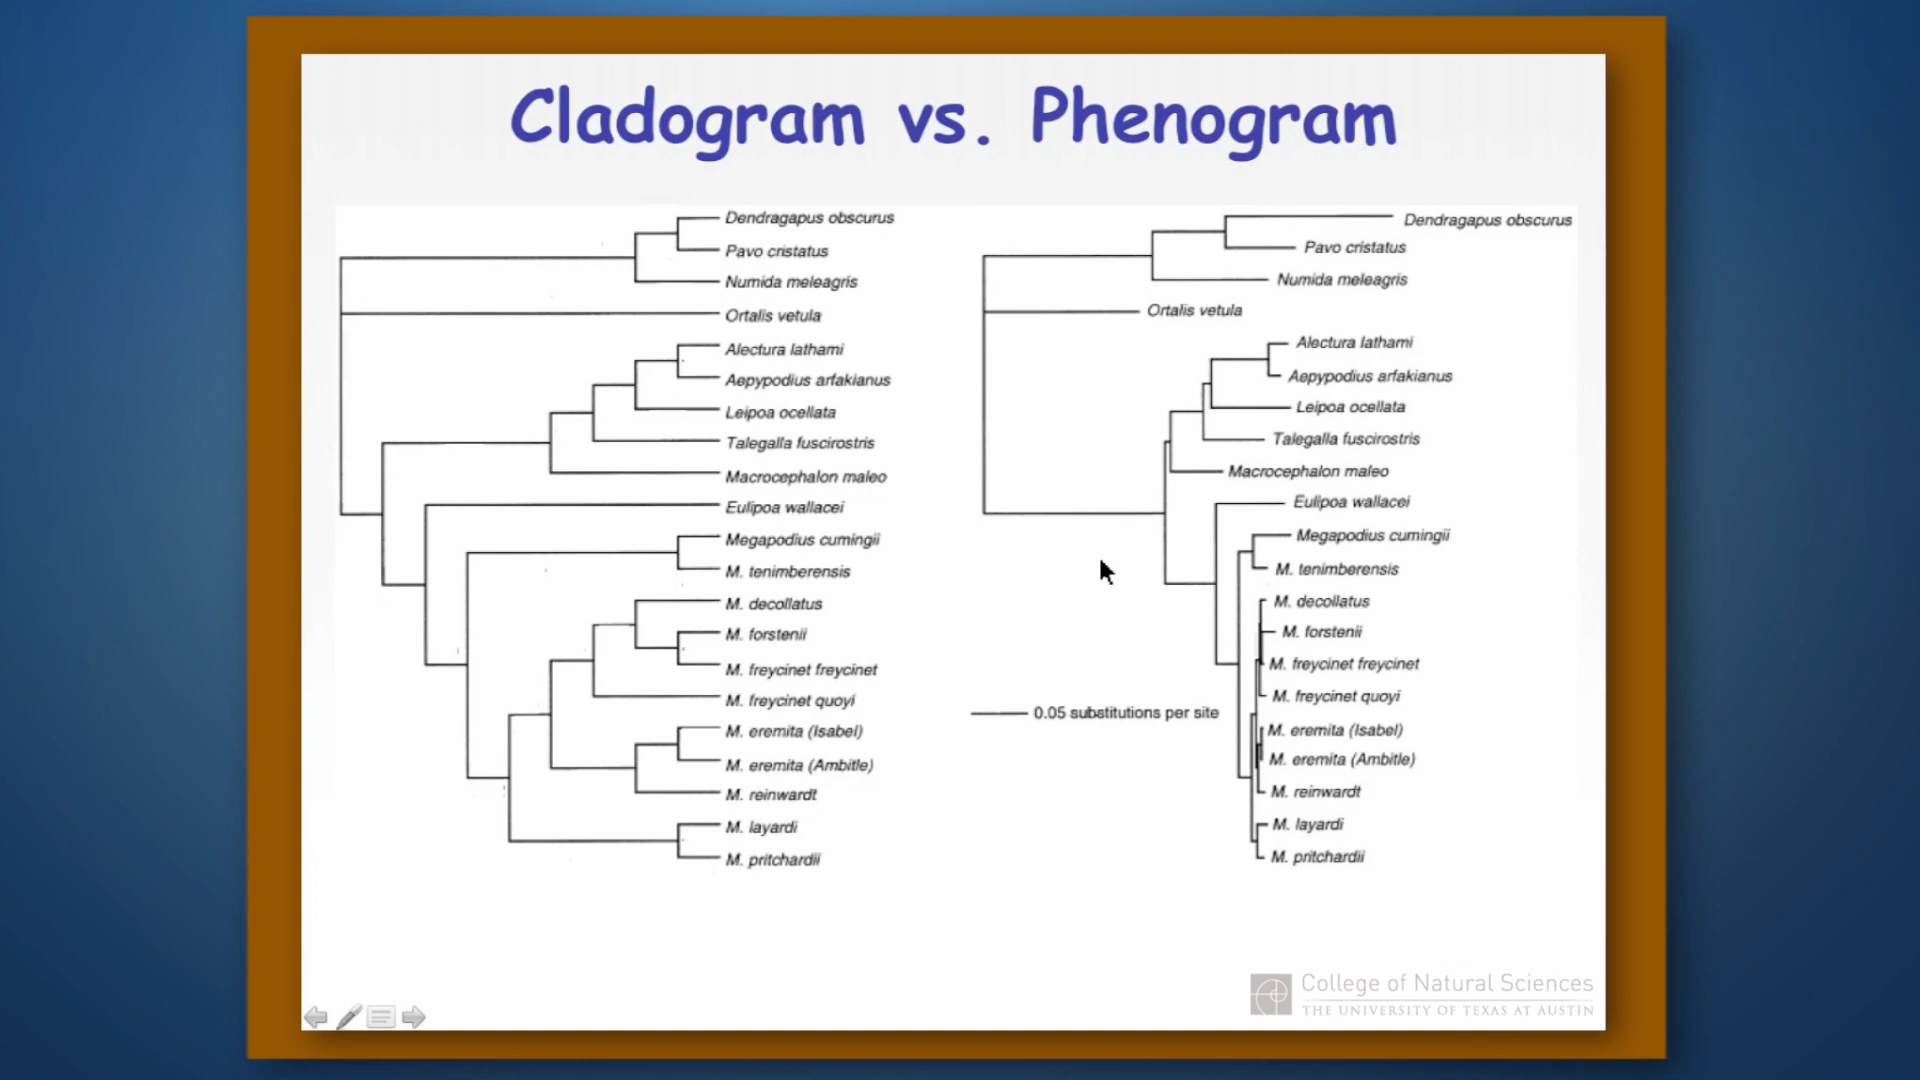 Cladogram vs. Phenogram
Dendragapus obscurus
Pavo cristatus
Numida meleagris
Ortalis vetula
Alectura lathami
Aepypodius arfakianus
Leipoa ocellata
Talegalla fuscirostris
Macrocephalon maleo
Eulipoa wallacei
Megapodius cumingii
M. tenimberensis
M. decollatus
M. forstenii
M. freycinet freycinet
M. freycinet quoyi
M. eremita (Isabel)
M. eremita (Ambitle)
M. reinwardt
M. layardi
M. pritchardii
Dendragapus obscurus
Pavo cristatus
Numida meleagris
Ortalis vetula
Alectura lathami
Aepypodius arfakianus
Leipoa ocellata
Talegalla fuscirostris
Macrocephalon maleo
Eulipoa wallacei
Megapodius cumingii
M. tenimberensis
M. decollatus
M. forstenii
M. freycinet freycinet
M. freycinet quoyi
0.05 substitutions per site
M. eremita (Isabel)
M. eremita (Ambitle)
M. reinwardt
M. layardi
M. pritchardii
College of Natural Sciences
THE UNIVERSITY OF TEXAS AT AUSTIN